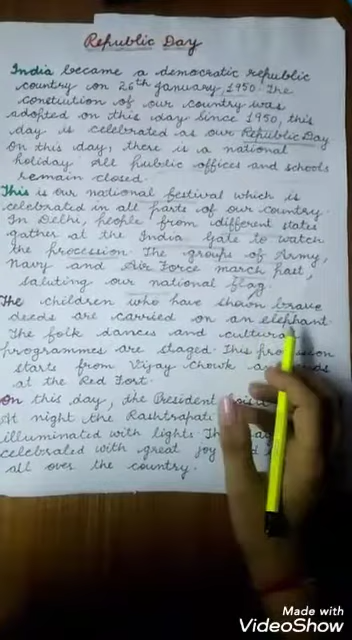 Republic Day
India became a democratic republic
country on 26th January 1950. The
constiution of our country was
adopted on this day since 1950, this
day is celebrated as our Republic Day
On this day, there is a national
holiday. All public offices and schools
remain closed.
This is our national festival which is
celebrated in all parts of our country.
In Delhi, people from different states
gather at the India Gate to watch
the procession. The groups of Army,
Navy and Air Force march past,
saluting our national flag.
The children who have shown brave
deeds are carried on an elephant.
The folk dances and cultural
programmes are staged. This
starts from Vijay Chowk
at the Red Fort.
On this day, the President
At night the Rashtrapati
illuminated with lights.
celebrated with great joy
all over the country.
Made with
VideoShow